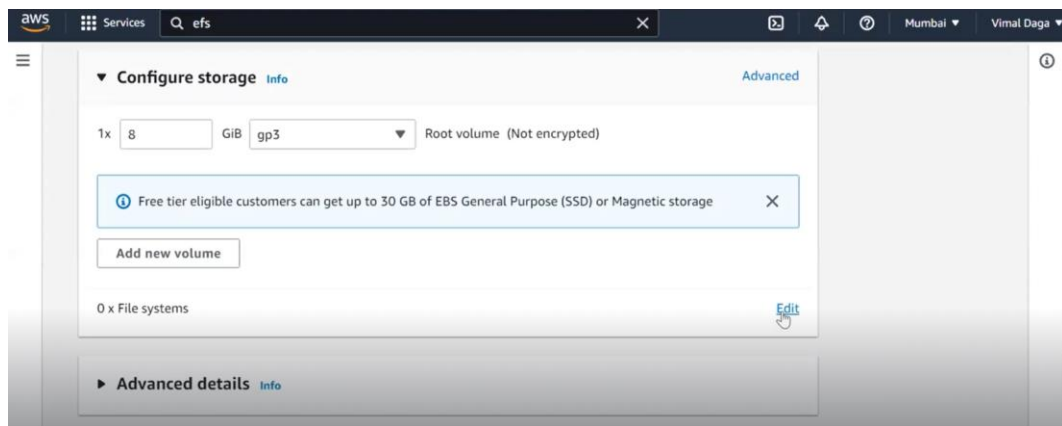 aws Services efs Mumbai Vimal Daga
Configure storage Info Advanced
1x 8 GiB gp3 Root volume (Not encrypted)
Free tier eligible customers can get up to 30 GB of EBS General Purpose (SSD) or Magnetic storage
Add new volume
0 x File systems Edit
Advanced details Info